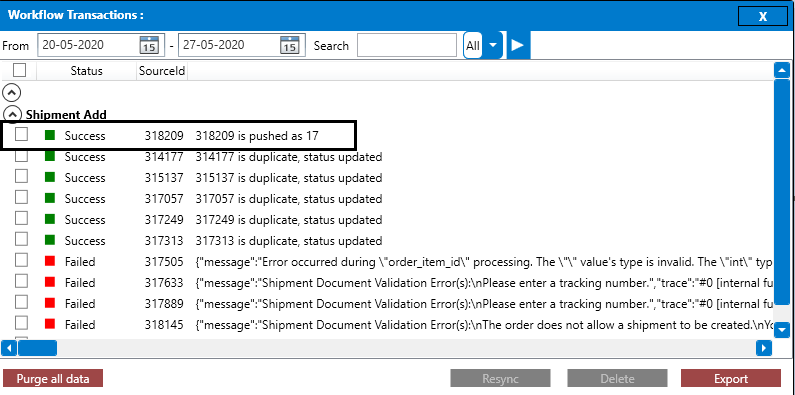 Workflow Transactions :
X
From 20-05-2020 15 - 27-05-2020 15 Search All
Status SourceId
Shipment Add
Success 318209 318209 is pushed as 17
Success 314177 314177 is duplicate, status updated
Success 315137 315137 is duplicate, status updated
Success 317057 317057 is duplicate, status updated
Success 317249 317249 is duplicate, status updated
Success 317313 317313 is duplicate, status updated
Failed 317505 {"message":"Error occurred during \"order_item_id\" processing. The \"\" value's type is invalid. The \"int\" typ
Failed 317633 {"message":"Shipment Document Validation Error(s):\nPlease enter a tracking number.","trace":"#0 [internal fu
Failed 317889 {"message":"Shipment Document Validation Error(s):\nPlease enter a tracking number.","trace":"#0 [internal fu
Failed 318145 {"message":"Shipment Document Validation Error(s):\nThe order does not allow a shipment to be created.\nYo
Purge all data Resync Delete Export